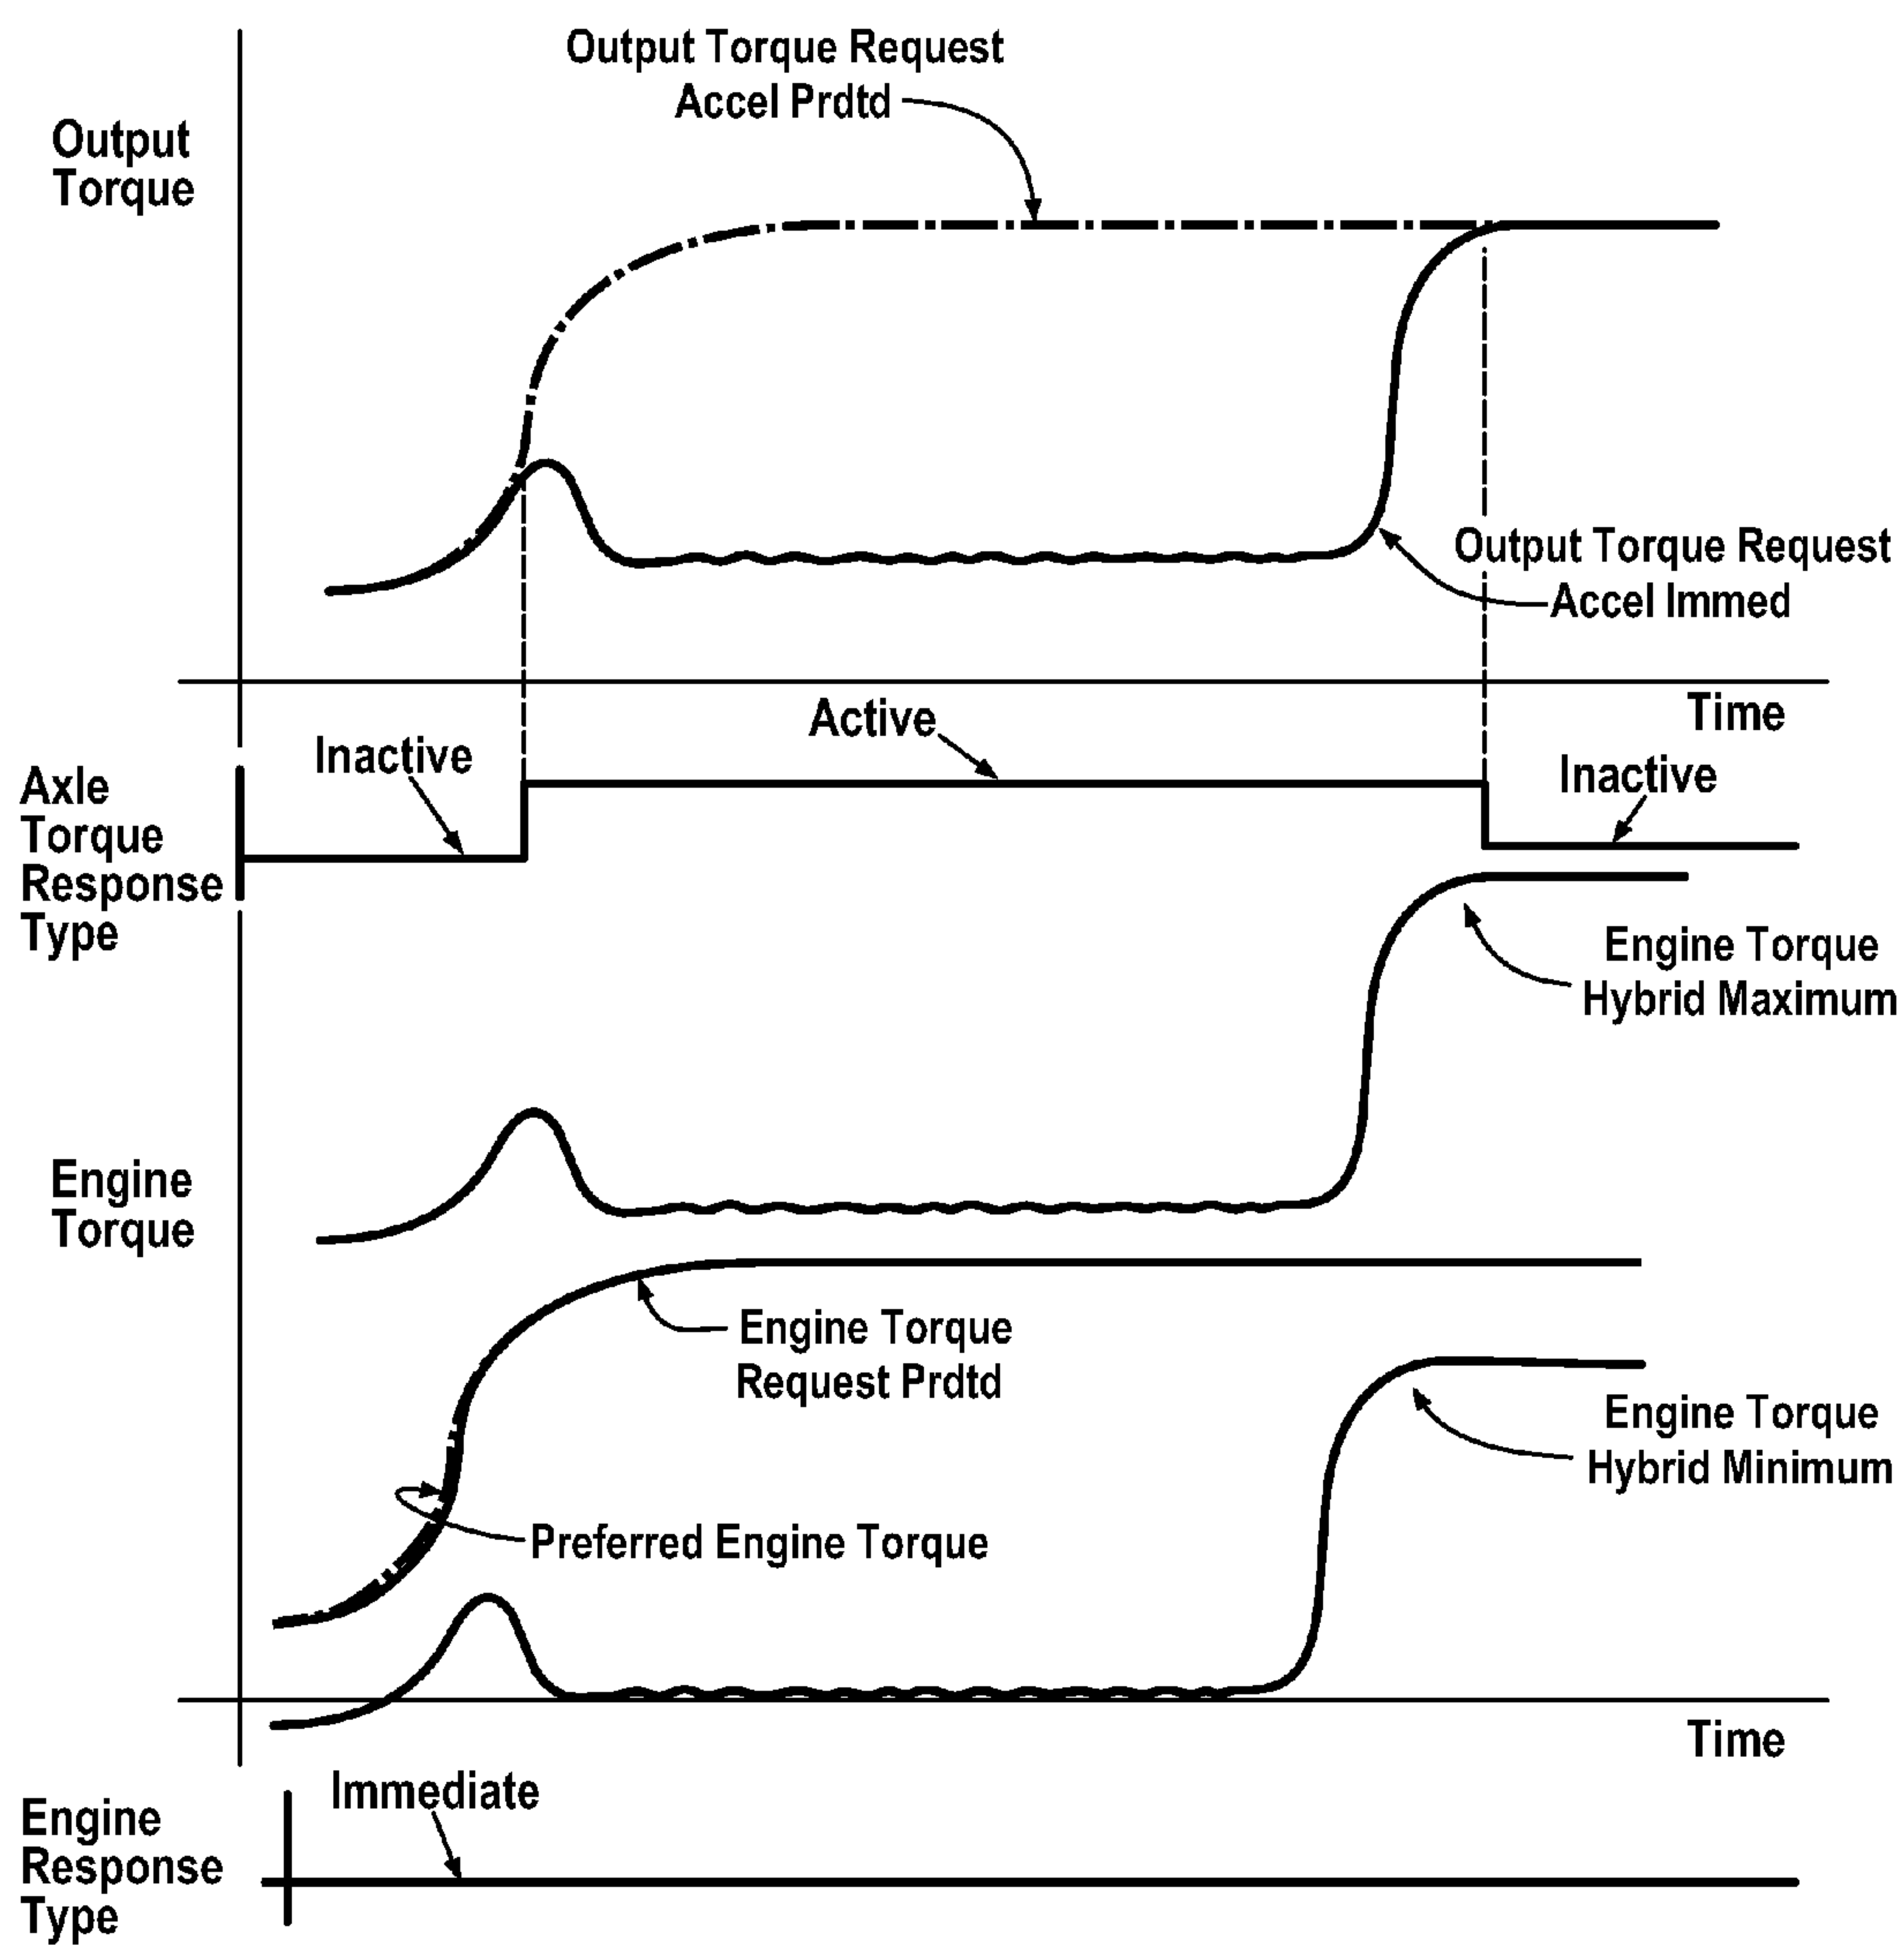 Output Torque Request
Accel Prdtd
Output
Torque
Output Torque Request
Accel Immed
Time
Active
Inactive
Inactive
Axle
Torque
Response
Type
Engine Torque
Hybrid Maximum
Engine
Torque
Engine Torque
Request Prdtd
Engine Torque
Hybrid Minimum
Preferred Engine Torque
Time
Immediate
Engine
Response
Type